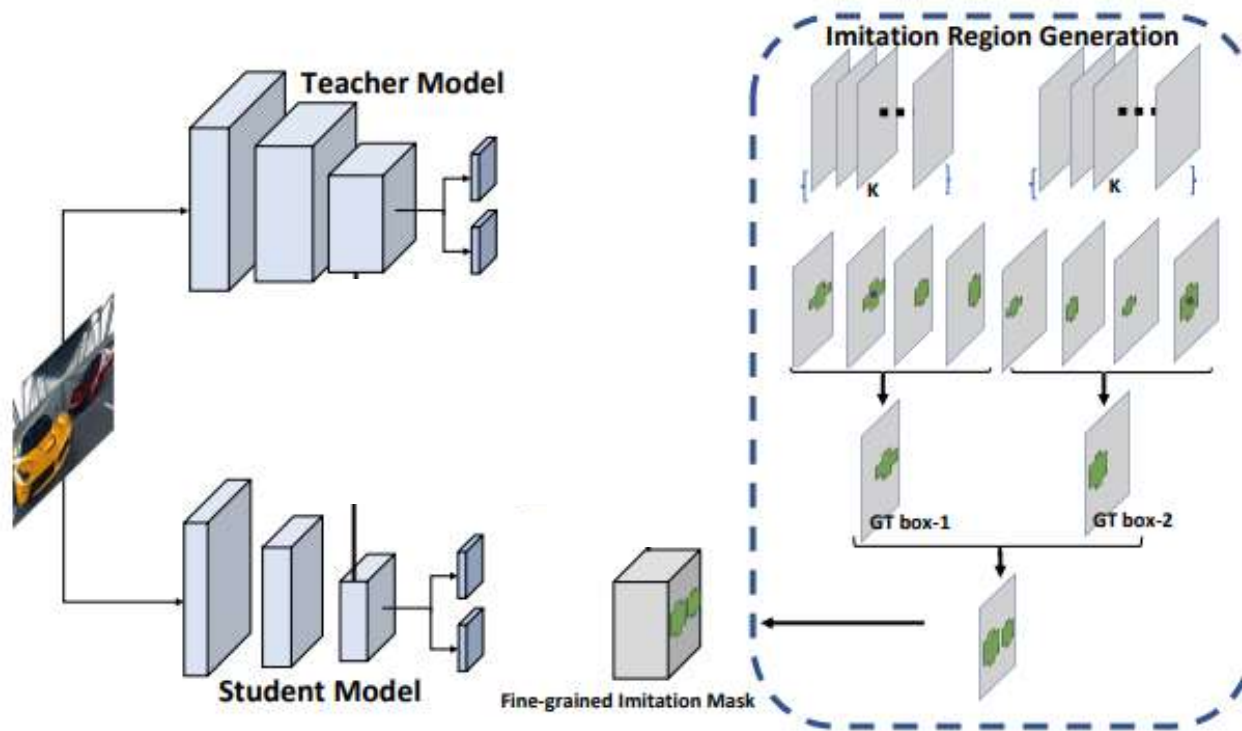 Imitation Region Generation
Teacher Model
K
K
GT box-1
GT box-2
Student Model
Fine-grained Imitation Mask